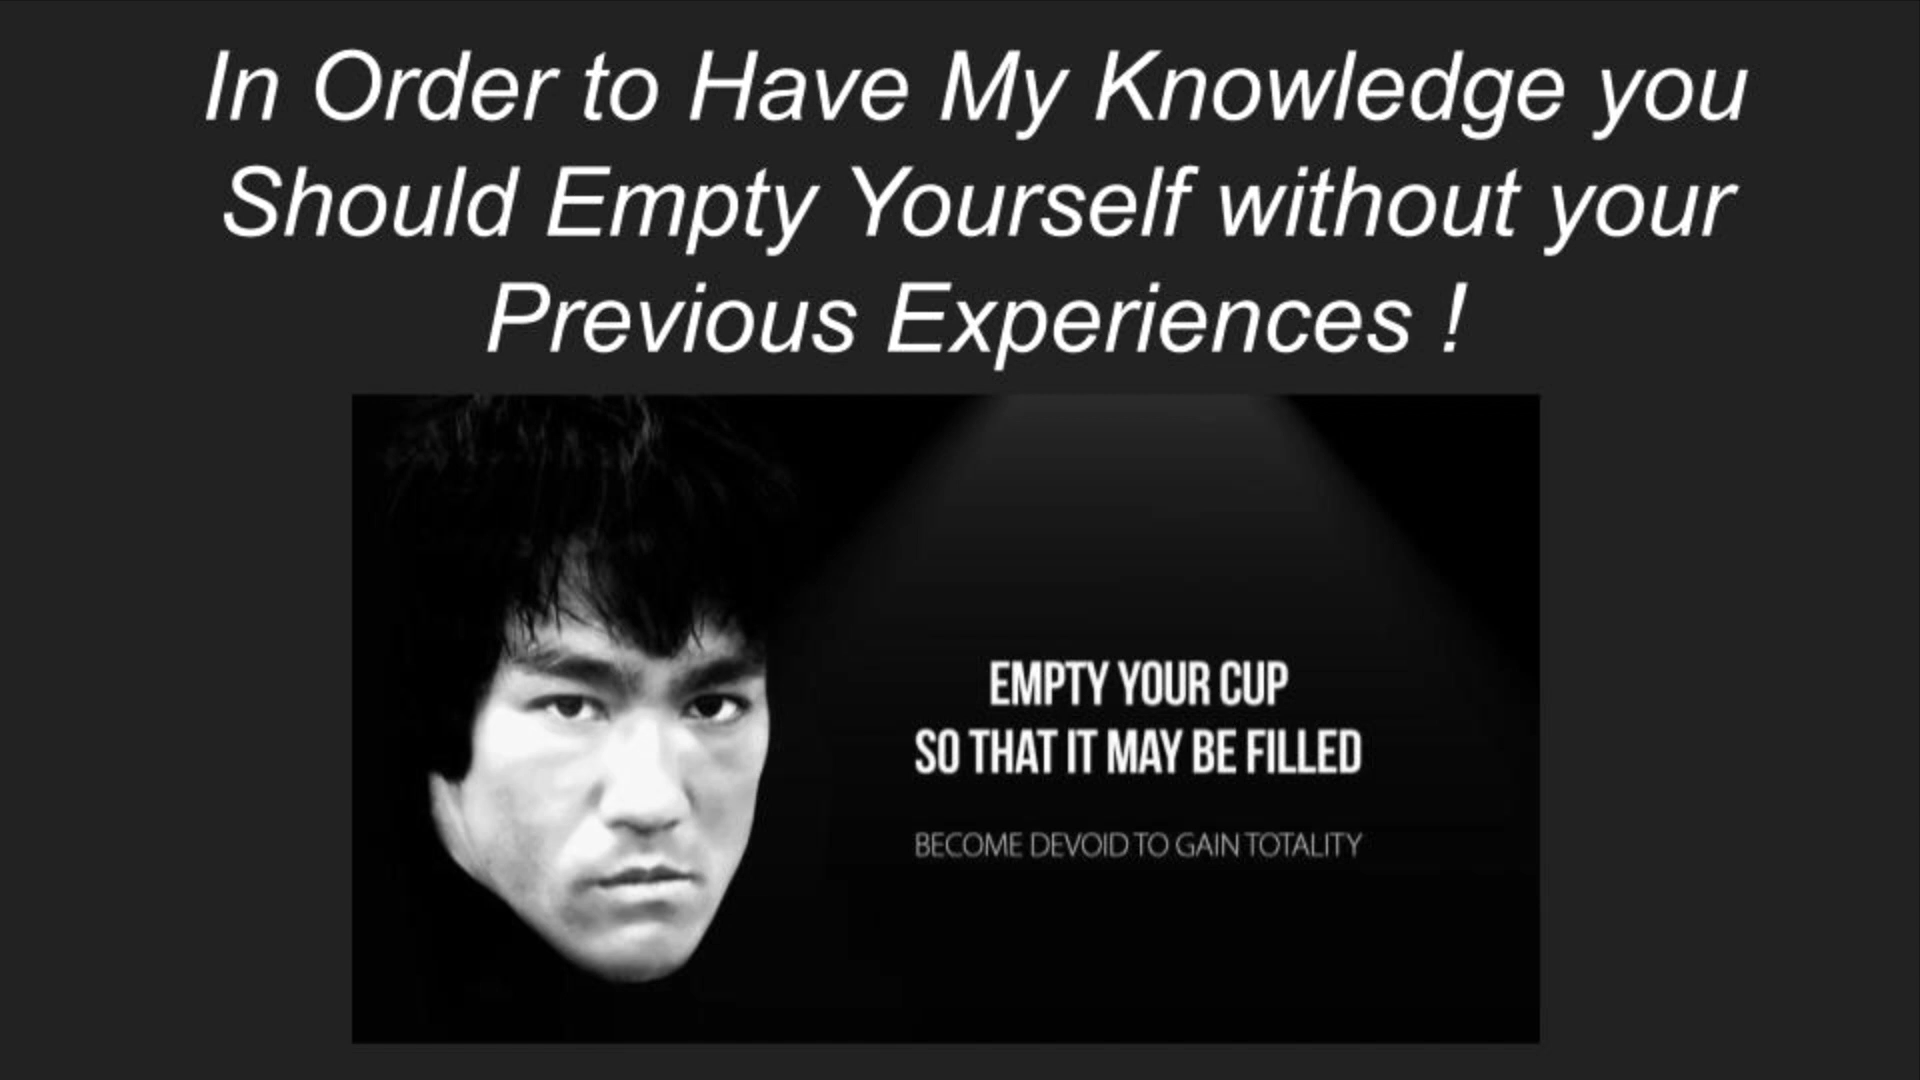 In Order to Have My Knowledge you
Should Empty Yourself without your
Previous Experiences !
EMPTY YOUR CUP
SO THAT IT MAY BE FILLED
BECOME DEVOID TO GAIN TOTALITY